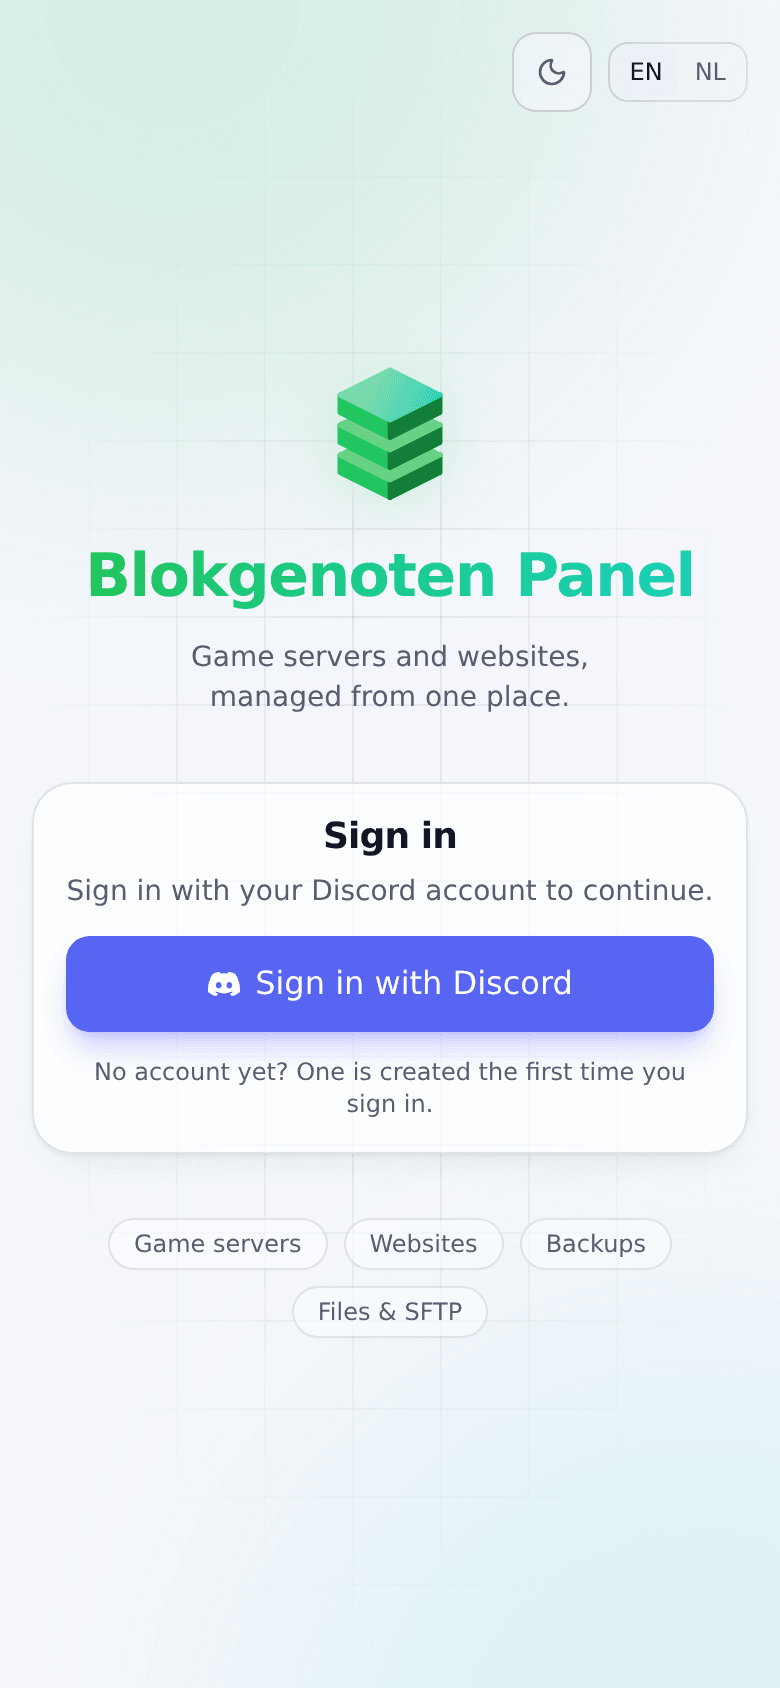 EN NL
Blokgenoten Panel
Game servers and websites,
managed from one place.
Sign in
Sign in with your Discord account to continue.
Sign in with Discord
No account yet? One is created the first time you
sign in.
Game servers Websites Backups
Files & SFTP